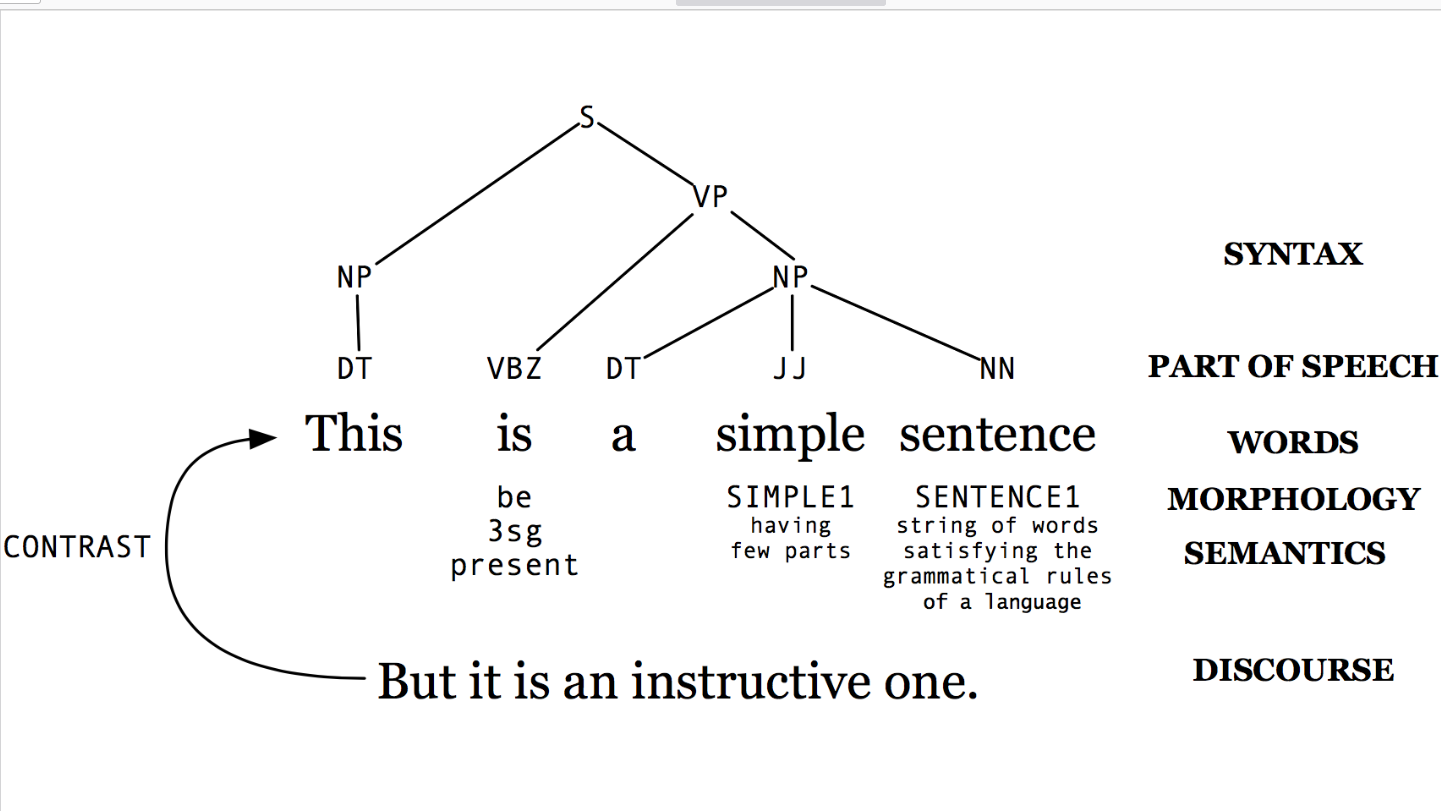 S
VP
NP NP SYNTAX
DT VBZ DT JJ NN PART OF SPEECH
This is a simple sentence WORDS
be SIMPLE1 SENTENCE1 MORPHOLOGY
3sg having string of words
present few parts satisfying the SEMANTICS
CONTRAST
grammatical rules
of a language
But it is an instructive one. DISCOURSE